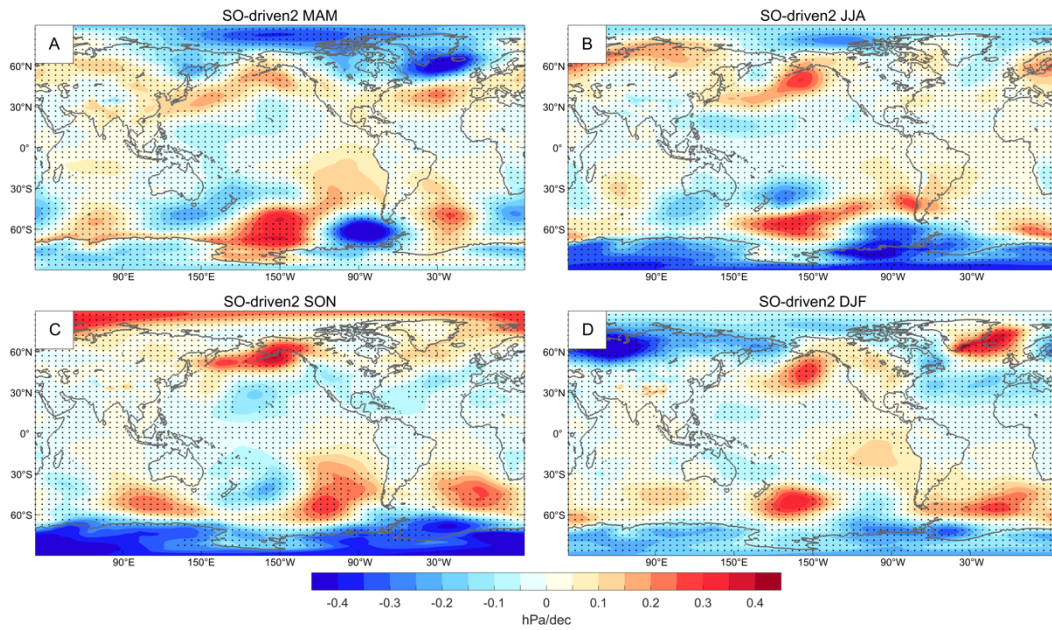 SO-driven2 MAM
A
60°N
30°N
0°
30°S
60°S
90°E
150°E
150°W
90°W
30°W
SO-driven2 JJA
B
60°N
30°N
0°
30°S
60°S
90°E
150°E
150°W
90°W
30°W
SO-driven2 SON
C
60°N
30°N
0°
30°S
60°S
90°E
150°E
150°W
90°W
30°W
SO-driven2 DJF
D
60°N
30°N
0°
30°S
60°S
90°E
150°E
150°W
90°W
30°W
-0.4 -0.3 -0.2 -0.1 0 0.1 0.2 0.3 0.4
hPa/dec